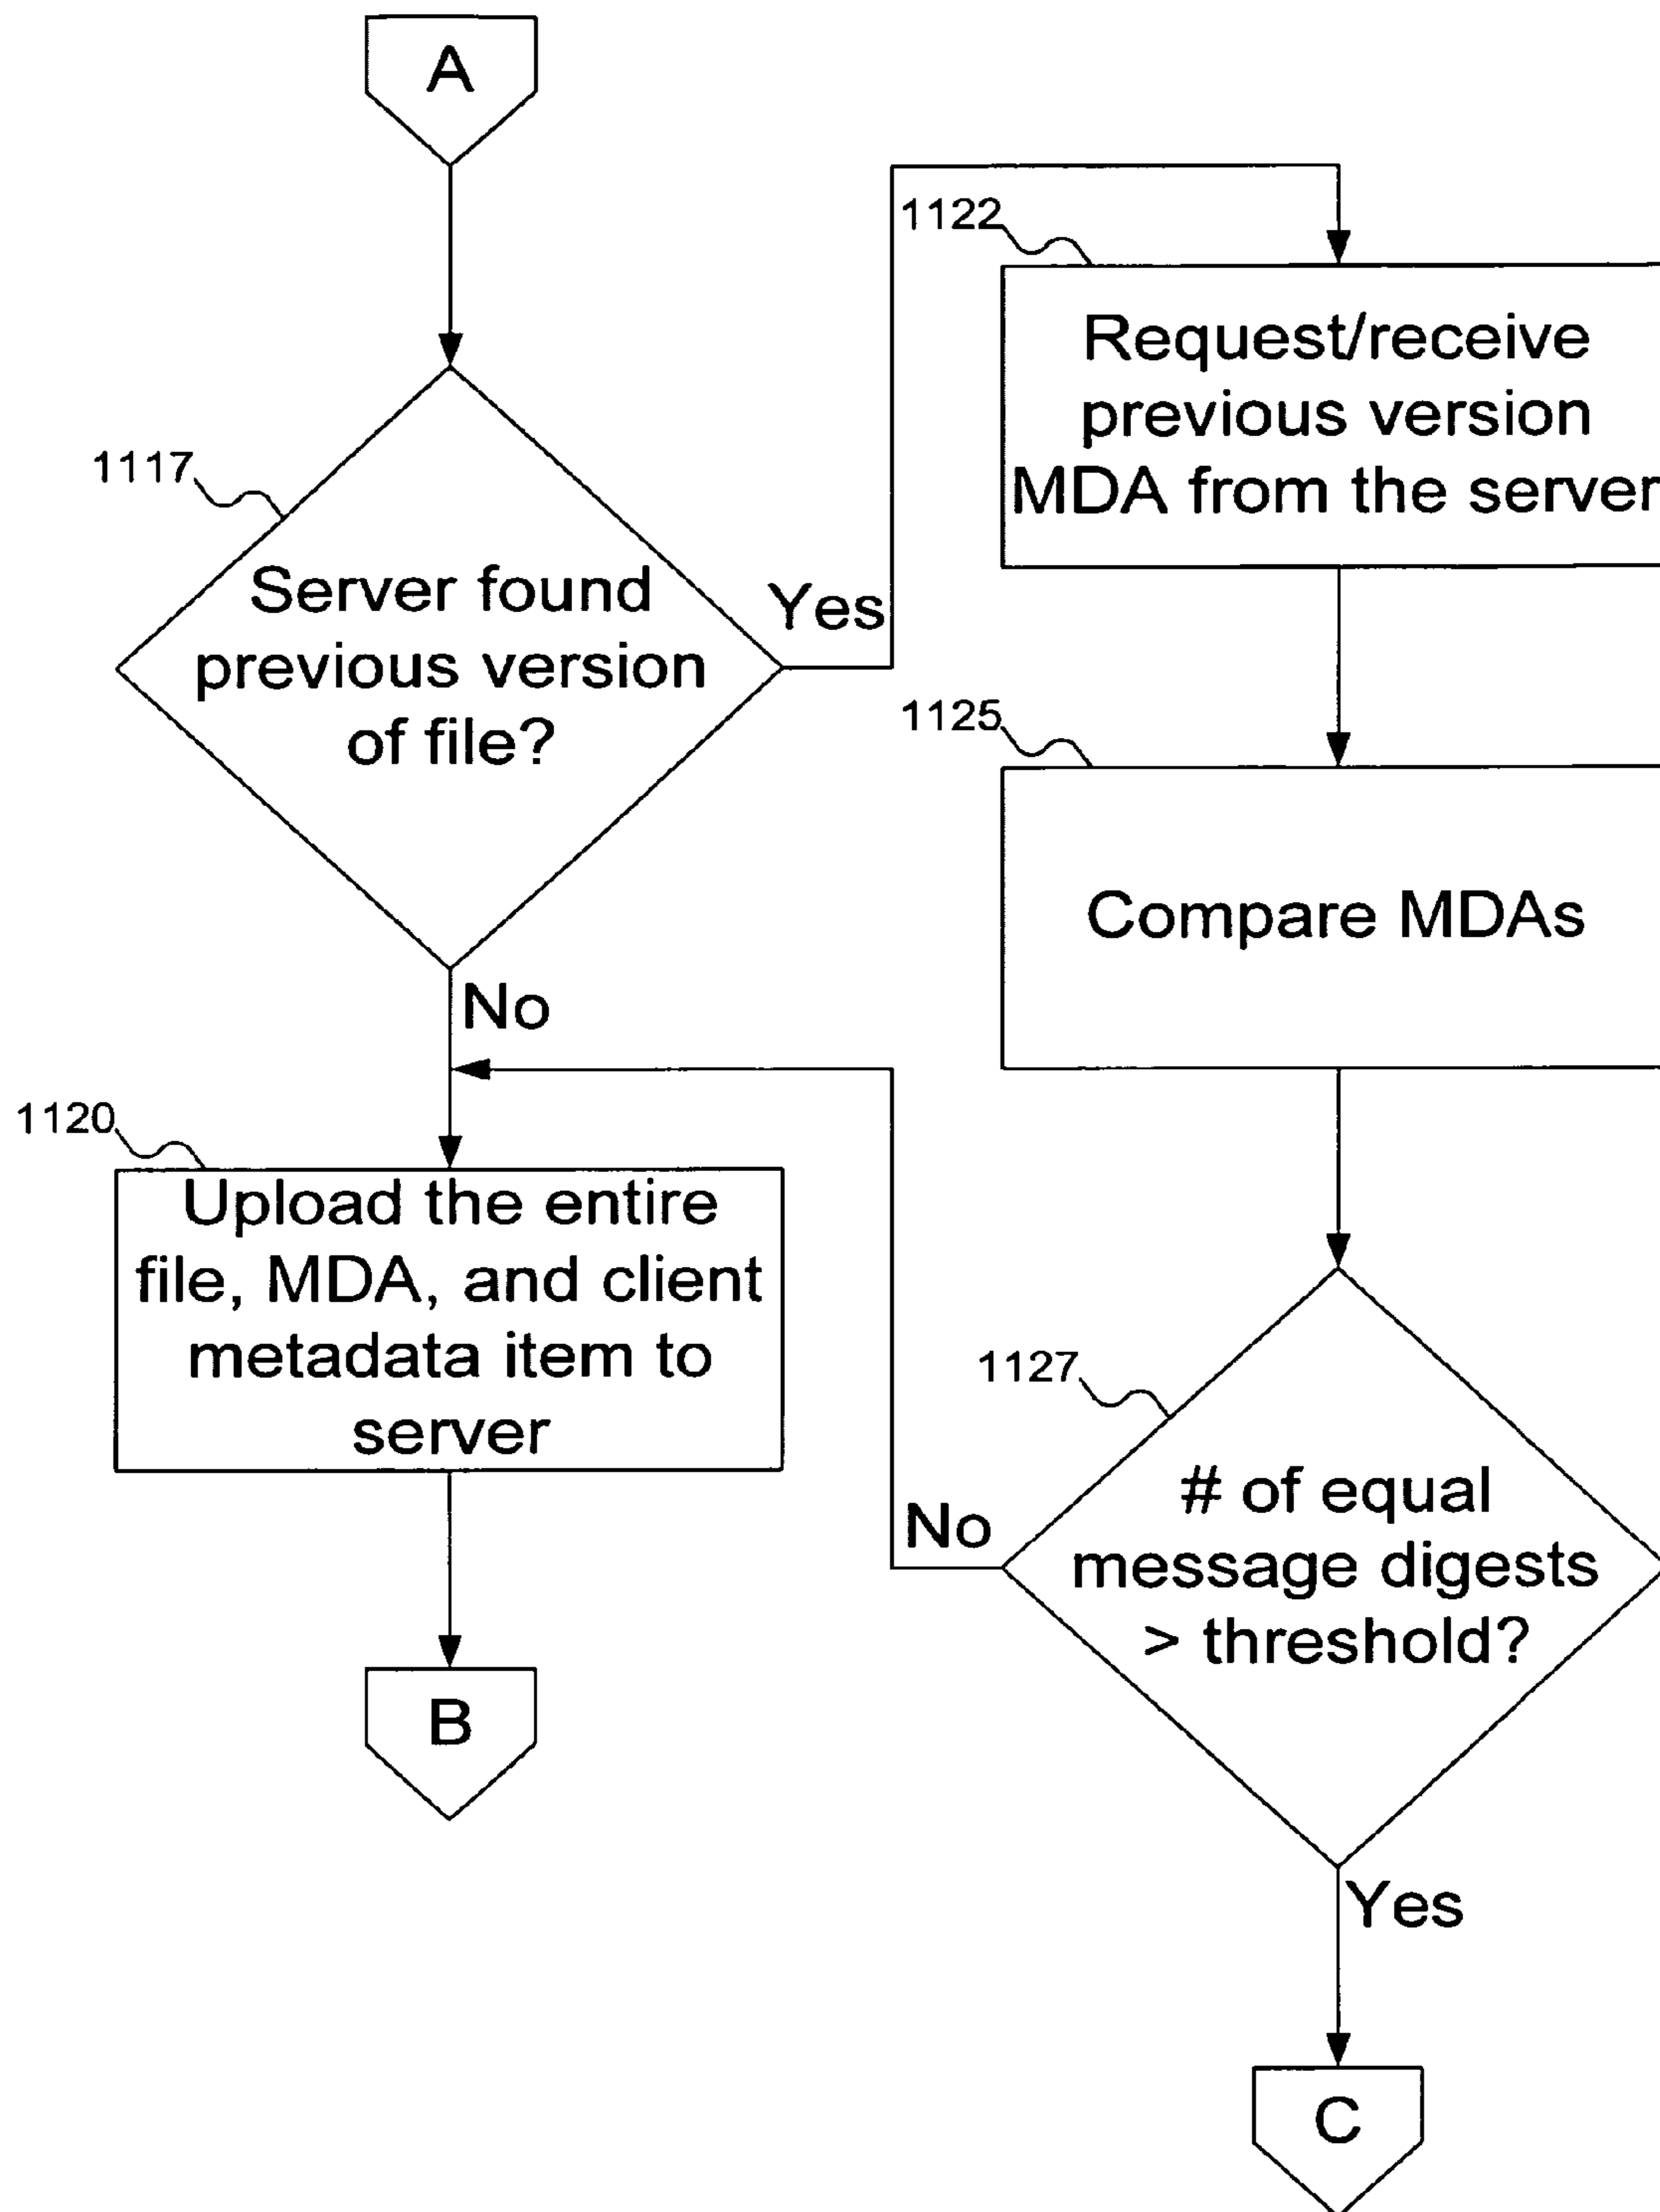 A
1117
Server found
previous version
of file?
Yes
No
1122
Request/receive
previous version
MDA from the server
1125
Compare MDAs
1127
# of equal
message digests
> threshold?
No
Yes
1120
Upload the entire
file, MDA, and client
metadata item to
server
B
C